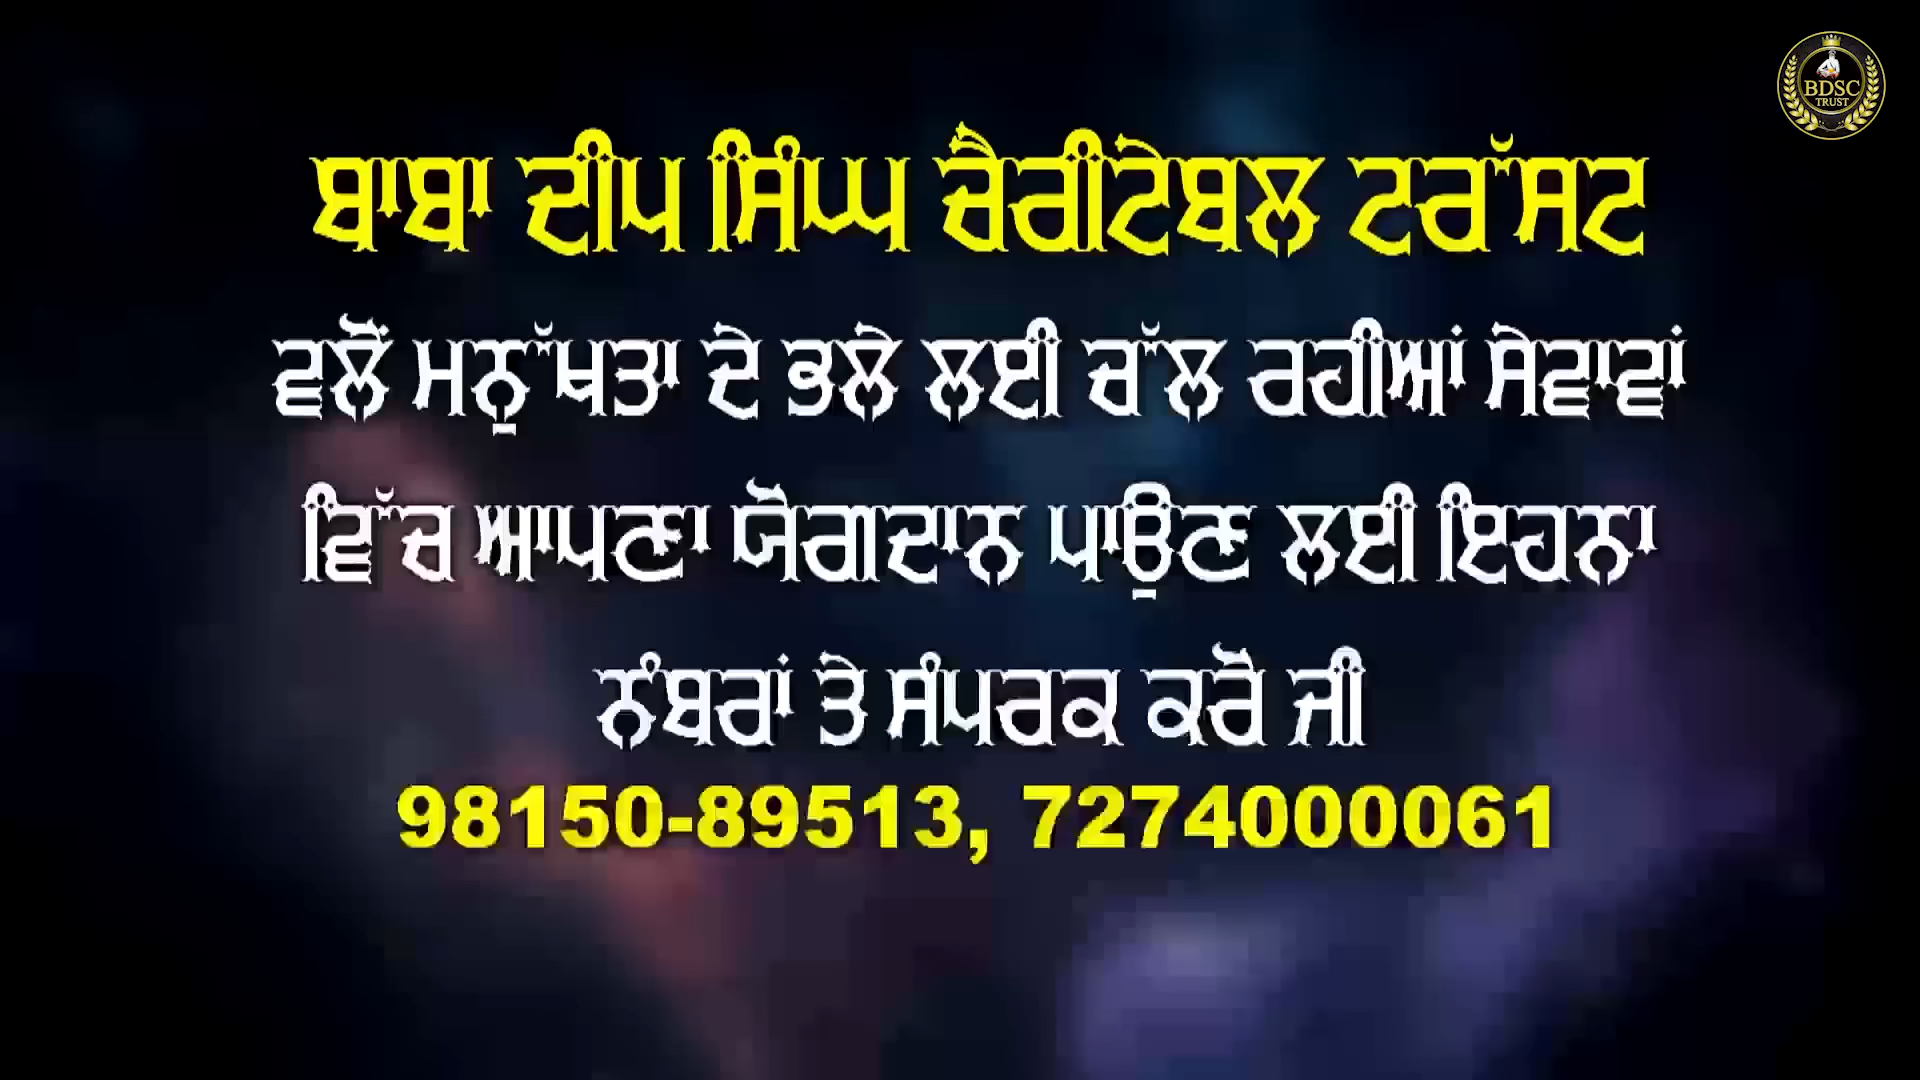 BDSC
TRUST
ਬਾਬਾ ਦੀਪ ਸਿੰਘ ਚੈਰੀਟੇਬਲ ਟਰੱਸਟ
ਵਲੋਂ ਮਨੁੱਖਤਾ ਦੇ ਭਲੇ ਲਈ ਚੱਲ ਰਹੀਆਂ ਸੇਵਾਵਾਂ
ਵਿੱਚ ਆਪਣਾ ਯੋਗਦਾਨ ਪਾਉਣ ਲਈ ਇਹਨਾ
ਨੰਬਰਾਂ ਤੇ ਸੰਪਰਕ ਕਰੋ ਜੀ
98150-89513, 7274000061